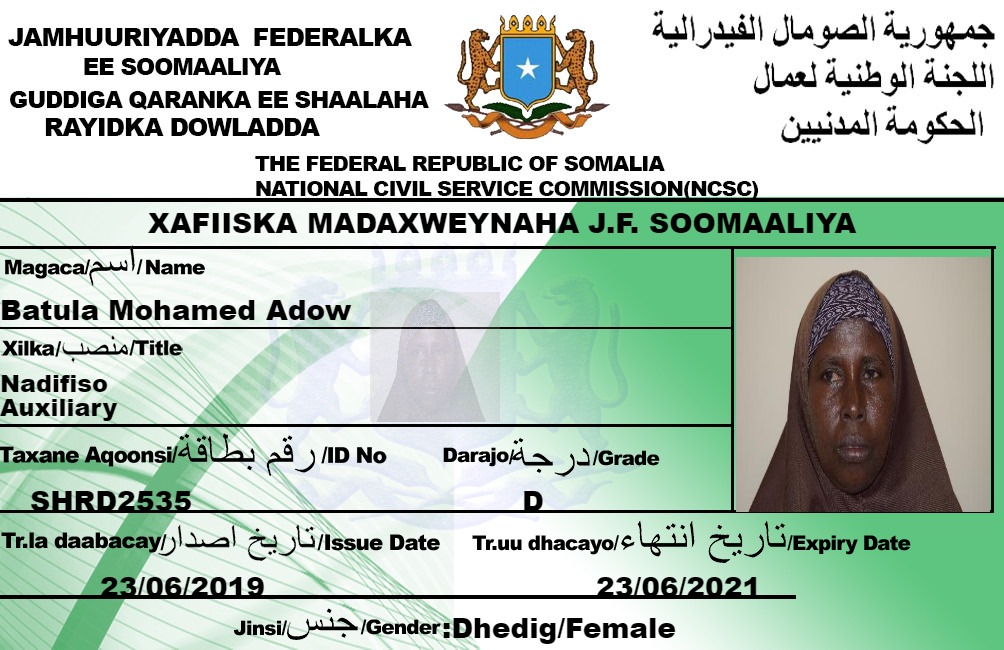 JAMHUURIYADDA FEDERALKA
EE SOOMAALIYA
GUDDIGA QARANKA EE SHAALAHA
RAYIDKA DOWLADDA
جمهورية الصومال الفيدرالية
اللجنة الوطنية لعمال
الحكومة المدنيين
THE FEDERAL REPUBLIC OF SOMALIA
NATIONAL CIVIL SERVICE COMMISSION(NCSC)
XAFIISKA MADAXWEYNAHA J.F. SOOMAALIYA
Magaca/اسم/Name
Batula Mohamed Adow
Xilka/منصب/Title
Nadifiso
Auxiliary
Taxane Aqoonsi/رقم بطاقة/ID No
SHRD2535
Darajo/درجة/Grade
D
Tr.la daabacay/تاريخ اصدار/Issue Date
23/06/2019
Tr.uu dhacayo/تاريخ انتهاء/Expiry Date
23/06/2021
Jinsi/جنس/Gender:Dhedig/Female